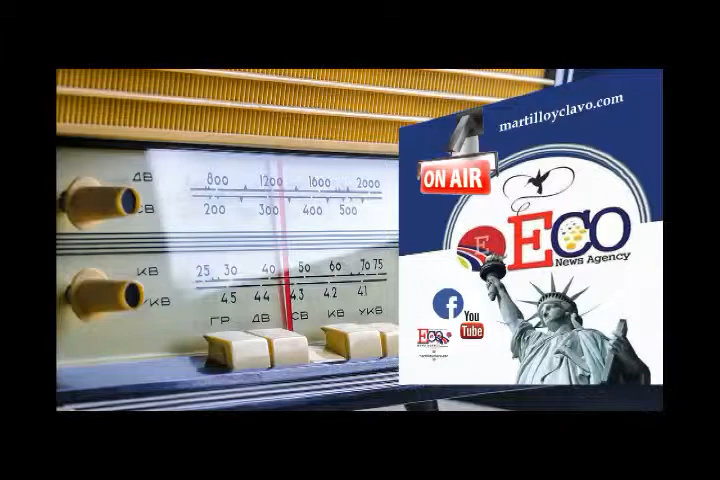 martilloyclavo.com
ON AIR
E
ECO
News Agency
f
You
Tube
ECO
ДВ
800 1200 1600 2000
СВ
200 300 400 500
КВ
25 30 40 50 60 70 75
УКВ
45 44 43 42 41
ГР ДВ СВ КВ УКВ